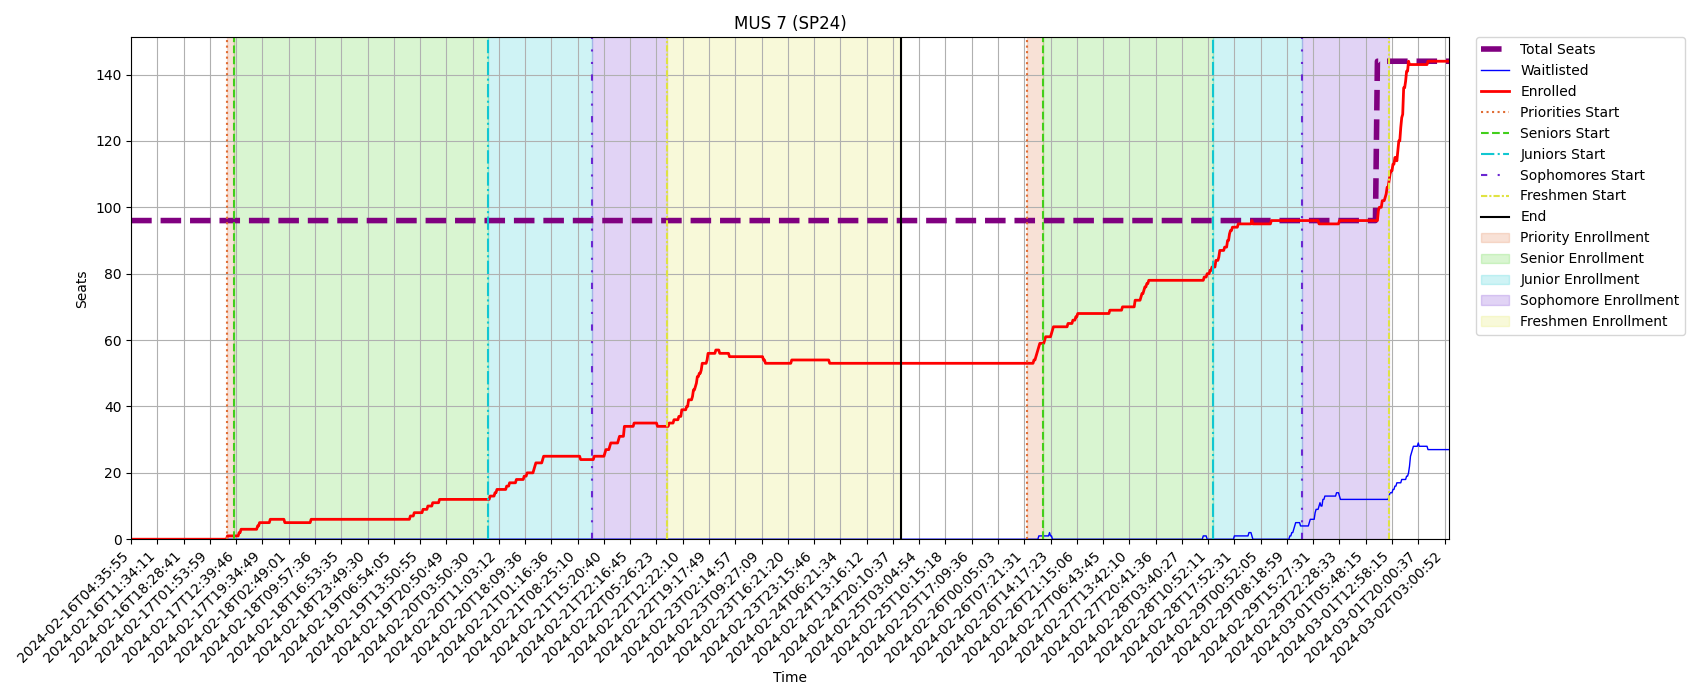 MUS 7 (SP24)
Seats
140
120
100
80
60
40
20
0
2024-02-16T04:35:55
2024-02-16T11:34:11
2024-02-16T18:28:41
2024-02-17T01:53:59
2024-02-17T12:39:46
2024-02-17T19:34:49
2024-02-18T02:49:01
2024-02-18T09:57:36
2024-02-18T16:53:35
2024-02-18T23:49:30
2024-02-19T06:54:05
2024-02-19T13:50:55
2024-02-19T20:50:49
2024-02-20T03:50:30
2024-02-20T11:03:12
2024-02-20T18:09:36
2024-02-21T01:16:36
2024-02-21T08:25:10
2024-02-21T15:20:40
2024-02-21T22:16:45
2024-02-22T05:26:23
2024-02-22T12:22:10
2024-02-22T19:17:49
2024-02-23T02:14:57
2024-02-23T09:27:09
2024-02-23T16:21:20
2024-02-23T23:15:46
2024-02-24T06:21:34
2024-02-24T13:16:12
2024-02-24T20:10:37
2024-02-25T03:04:54
2024-02-25T10:15:18
2024-02-25T17:09:36
2024-02-26T00:05:03
2024-02-26T07:21:31
2024-02-26T14:17:23
2024-02-26T21:15:06
2024-02-27T06:43:45
2024-02-27T13:42:10
2024-02-27T20:41:36
2024-02-28T03:40:27
2024-02-28T10:52:11
2024-02-28T17:52:31
2024-02-29T00:52:05
2024-02-29T08:18:59
2024-02-29T15:27:31
2024-02-29T22:28:33
2024-03-01T05:48:15
2024-03-01T12:58:15
2024-03-01T20:00:37
2024-03-02T03:00:52
Time
Total Seats
Waitlisted
Enrolled
Priorities Start
Seniors Start
Juniors Start
Sophomores Start
Freshmen Start
End
Priority Enrollment
Senior Enrollment
Junior Enrollment
Sophomore Enrollment
Freshmen Enrollment